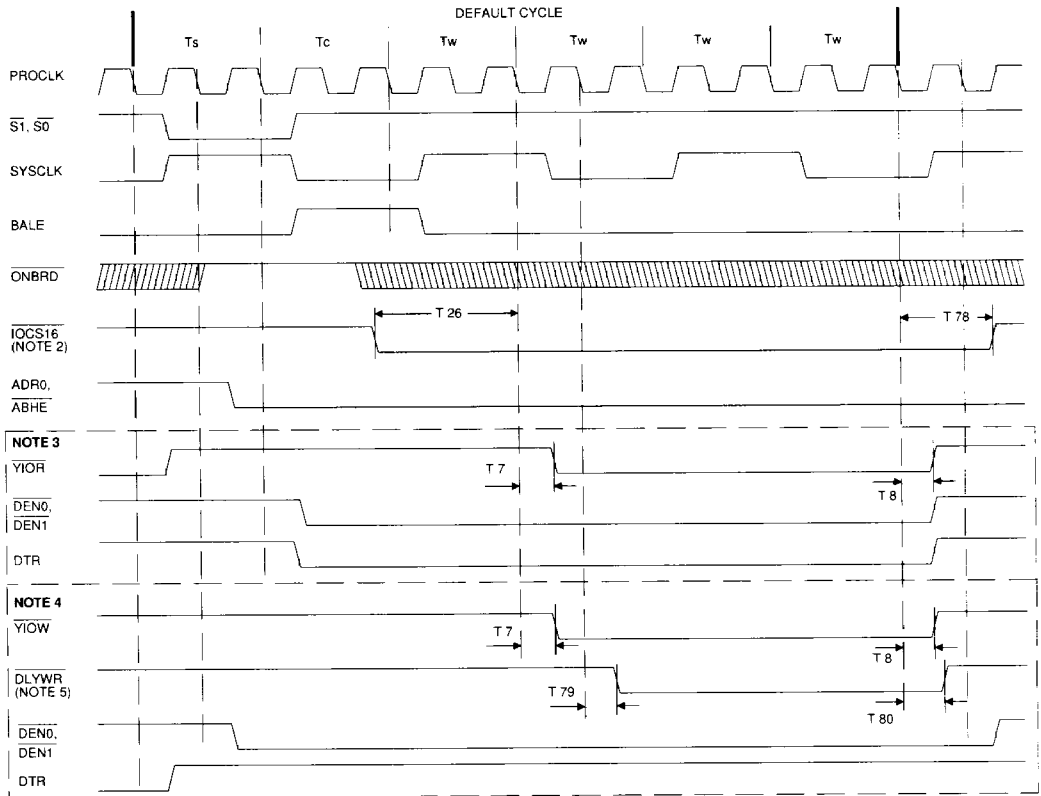 DEFAULT CYCLE
Ts Tc Tw Tw Tw Tw
PROCLK
S1, S0
SYSCLK
BALE
ONBRD
T 26
T 78
IOCS16
(NOTE 2)
ADR0,
ABHE
NOTE 3
YIOR
T 7
T 8
DEN0,
DEN1
DTR
NOTE 4
YIOW
T 7
T 8
DLYWR
(NOTE 5)
T 79
T 80
DEN0,
DEN1
DTR